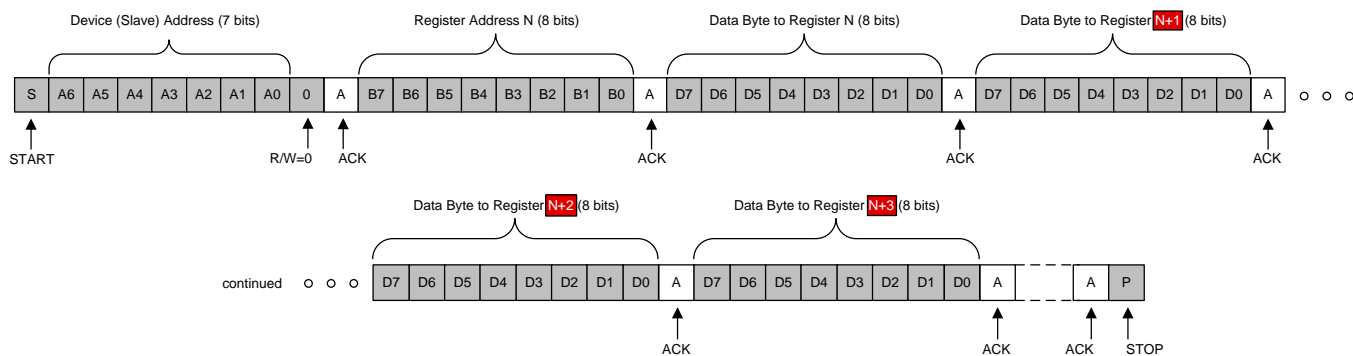 Device (Slave) Address (7 bits) Register Address N (8 bits) Data Byte to Register N (8 bits) Data Byte to Register N+1 (8 bits)
S A6 A5 A4 A3 A2 A1 A0 0 A B7 B6 B5 B4 B3 B2 B1 B0 A D7 D6 D5 D4 D3 D2 D1 D0 A D7 D6 D5 D4 D3 D2 D1 D0 A
START R/W=0 ACK ACK ACK ACK
Data Byte to Register N+2 (8 bits) Data Byte to Register N+3 (8 bits)
continued D7 D6 D5 D4 D3 D2 D1 D0 A D7 D6 D5 D4 D3 D2 D1 D0 A A P
ACK ACK ACK STOP